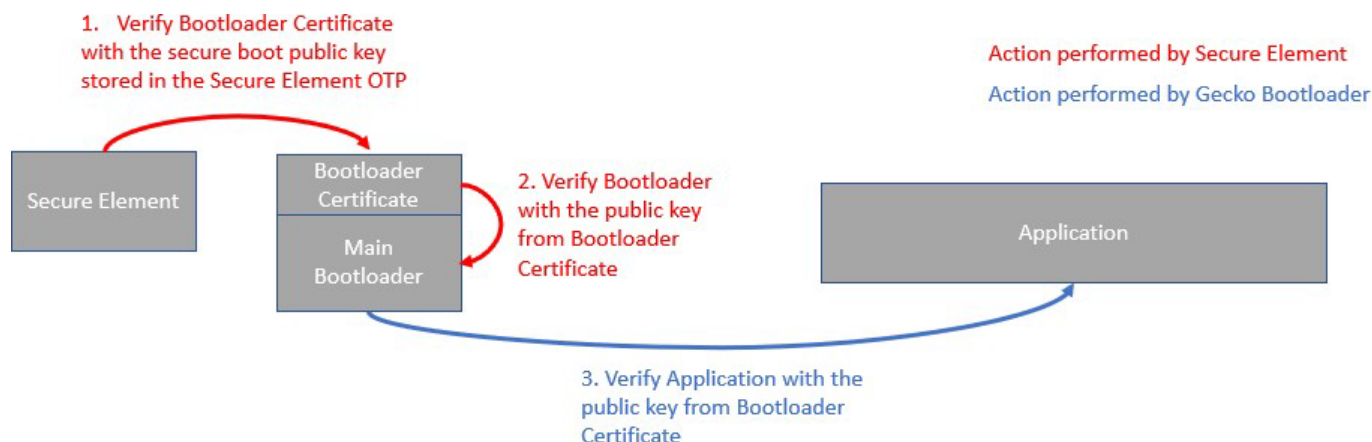 1. Verify Bootloader Certificate
with the secure boot public key
stored in the Secure Element OTP
Action performed by Secure Element
Action performed by Gecko Bootloader
Secure Element
Bootloader
Certificate
Main
Bootloader
2. Verify Bootloader
with the public key
from Bootloader
Certificate
Application
3. Verify Application with the
public key from Bootloader
Certificate